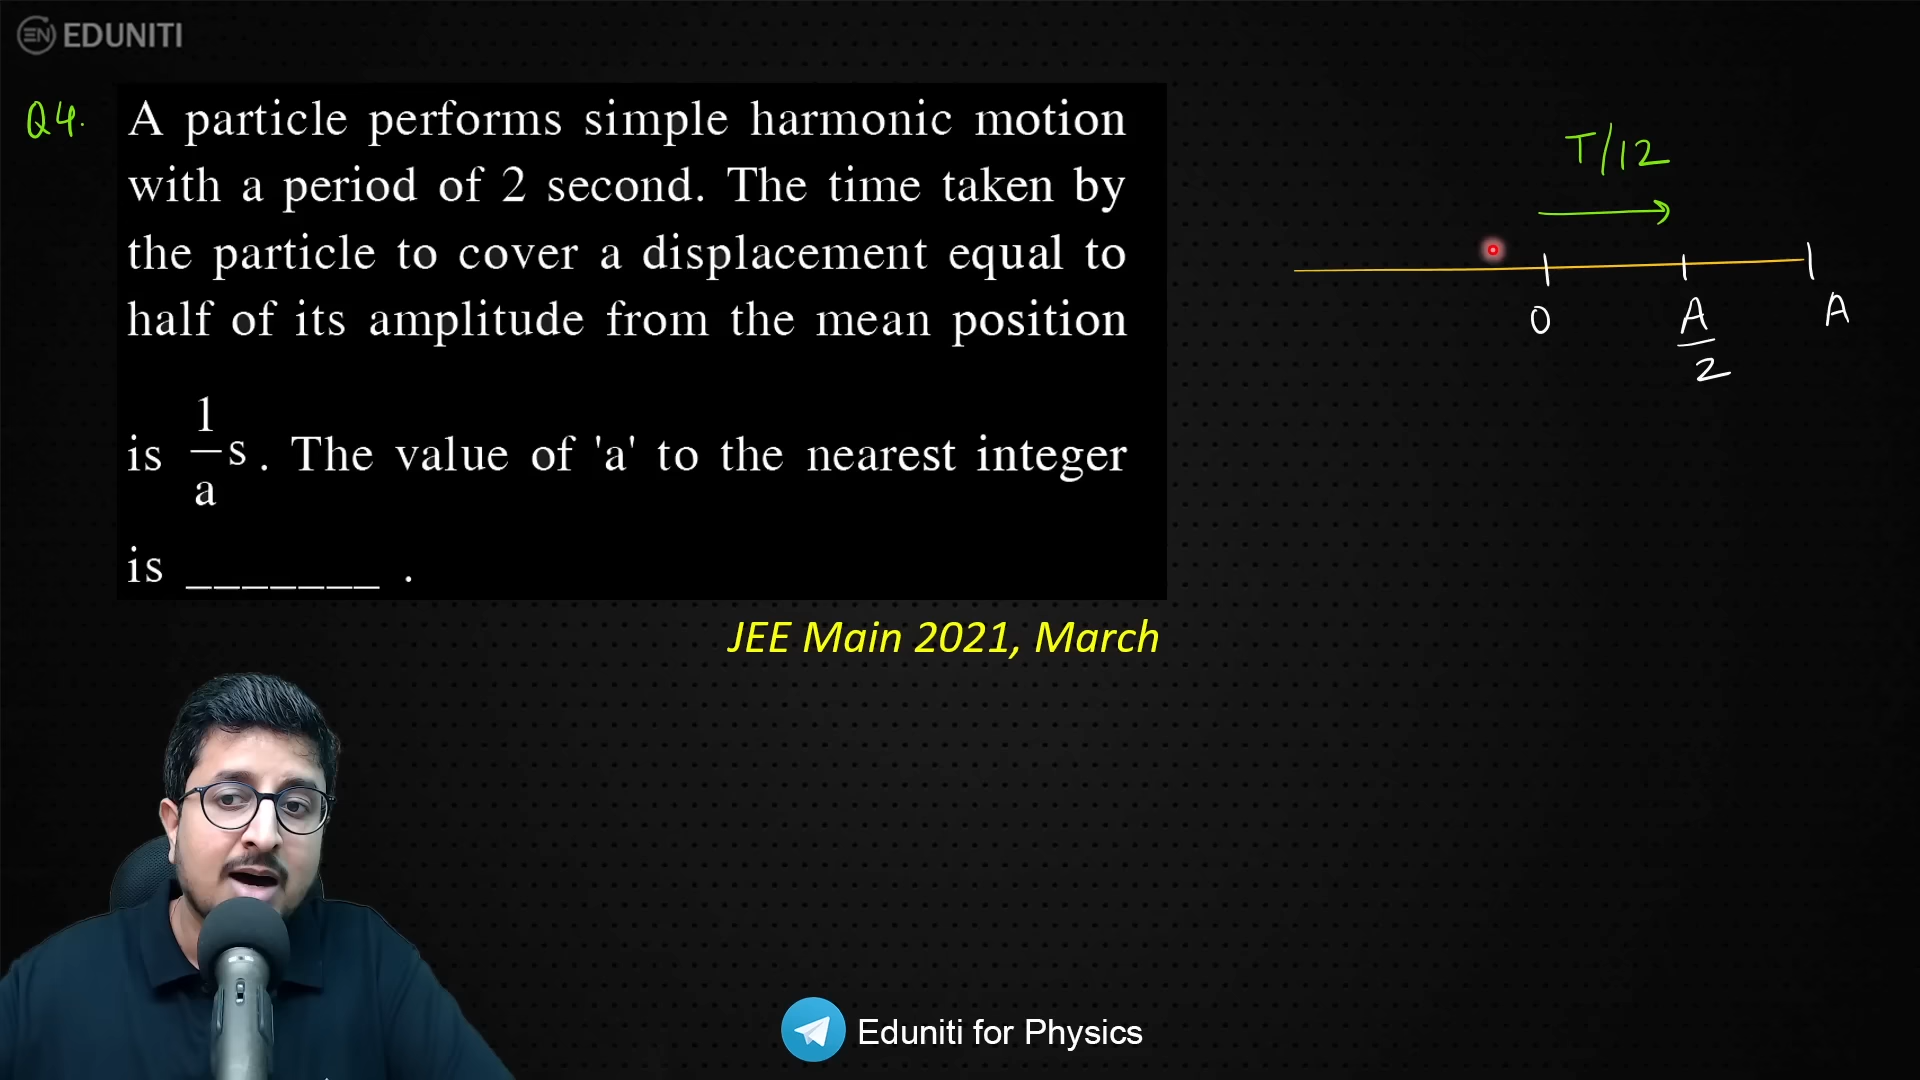 EN EDUNITI
Q4.
A particle performs simple harmonic motion
with a period of 2 second. The time taken by
the particle to cover a displacement equal to
half of its amplitude from the mean position
is 1/a s. The value of 'a' to the nearest integer
is _______ .
JEE Main 2021, March
T/12
0 A/2 A
Eduniti for Physics